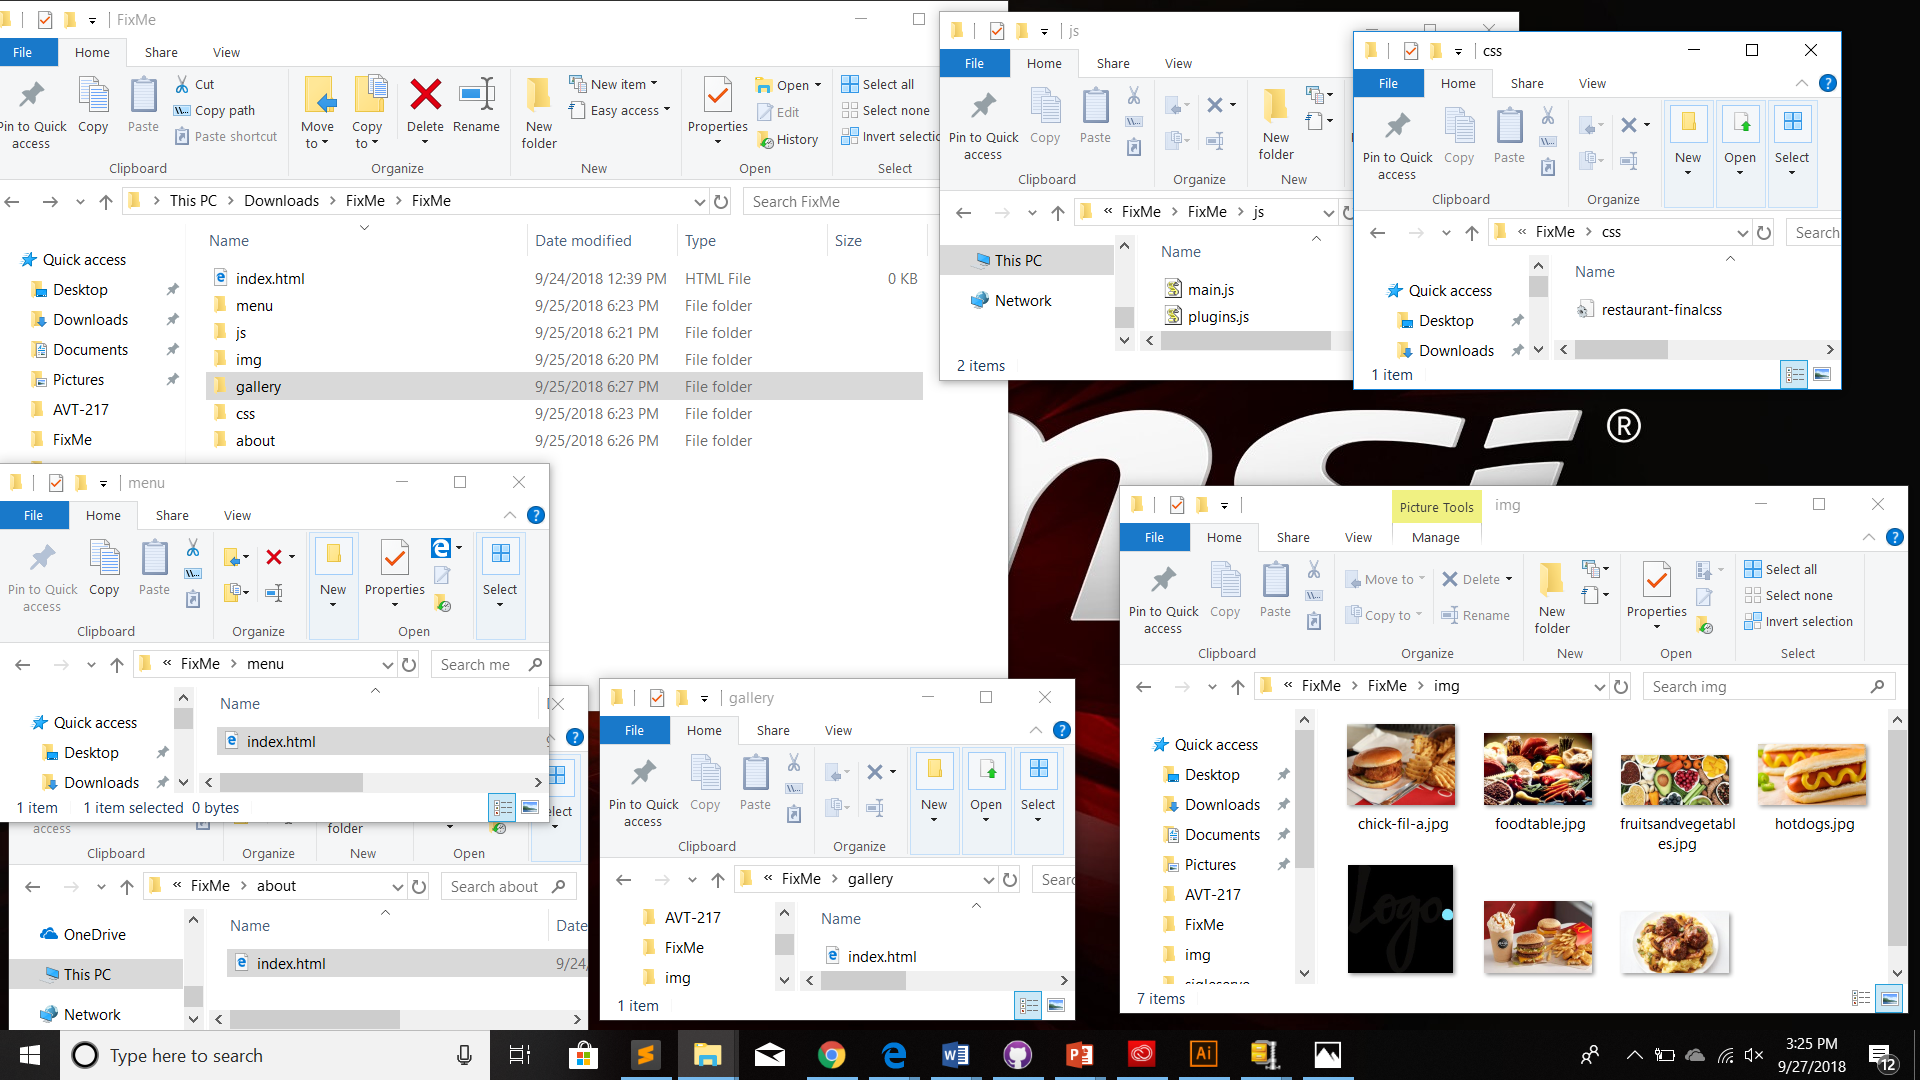 FixMe
File Home Share View
Pin to Quick access
Copy
Paste
Cut
Copy path
Paste shortcut
Clipboard
Move to
Copy to
Delete
Rename
Organize
New folder
New item
Easy access
New
Properties
Open
Edit
History
Open
Select all
Select none
Invert selectio
Select
This PC Downloads FixMe FixMe
Search FixMe
Quick access
Desktop
Downloads
Documents
Pictures
AVT-217
FixMe
Name Date modified Type Size
index.html 9/24/2018 12:39 PM HTML File 0 KB
menu 9/25/2018 6:23 PM File folder
js 9/25/2018 6:21 PM File folder
img 9/25/2018 6:20 PM File folder
gallery 9/25/2018 6:27 PM File folder
css 9/25/2018 6:23 PM File folder
about 9/25/2018 6:26 PM File folder
js
File Home Share View
Pin to Quick access
Copy
Paste
Clipboard
Organize
New folder
New
« FixMe FixMe js
This PC
Network
Name
main.js
plugins.js
2 items
css
File Home Share View
Pin to Quick access
Copy
Paste
Clipboard
Organize
New
Open
Select
« FixMe css
Search
Quick access
Desktop
Downloads
Name
restaurant-finalcss
1 item
®
menu
File Home Share View
Pin to Quick access
Copy
Paste
Clipboard
Organize
New
Properties
Open
Select
« FixMe menu
Search me
Quick access
Desktop
Downloads
Name
index.html
1 item 1 item selected 0 bytes
access
folder
elect
Clipboard Organize New Open
« FixMe about
Search about
OneDrive
This PC
Network
Name Date
index.html 9/24/
gallery
File Home Share View
Pin to Quick access
Copy
Paste
Clipboard
Organize
New
Open
Select
« FixMe gallery
Searc
AVT-217
FixMe
img
Name
index.html
1 item
Picture Tools img
File Home Share View Manage
Pin to Quick access
Copy
Paste
Clipboard
Move to
Copy to
Delete
Rename
Organize
New folder
New
Properties
Open
Select all
Select none
Invert selection
Select
« FixMe FixMe img
Search img
Quick access
Desktop
Downloads
Documents
Pictures
AVT-217
FixMe
img
chick-fil-a.jpg
foodtable.jpg
fruitsandvegetabl
es.jpg
hotdogs.jpg
Logo
7 items
Type here to search
3:25 PM
9/27/2018
12